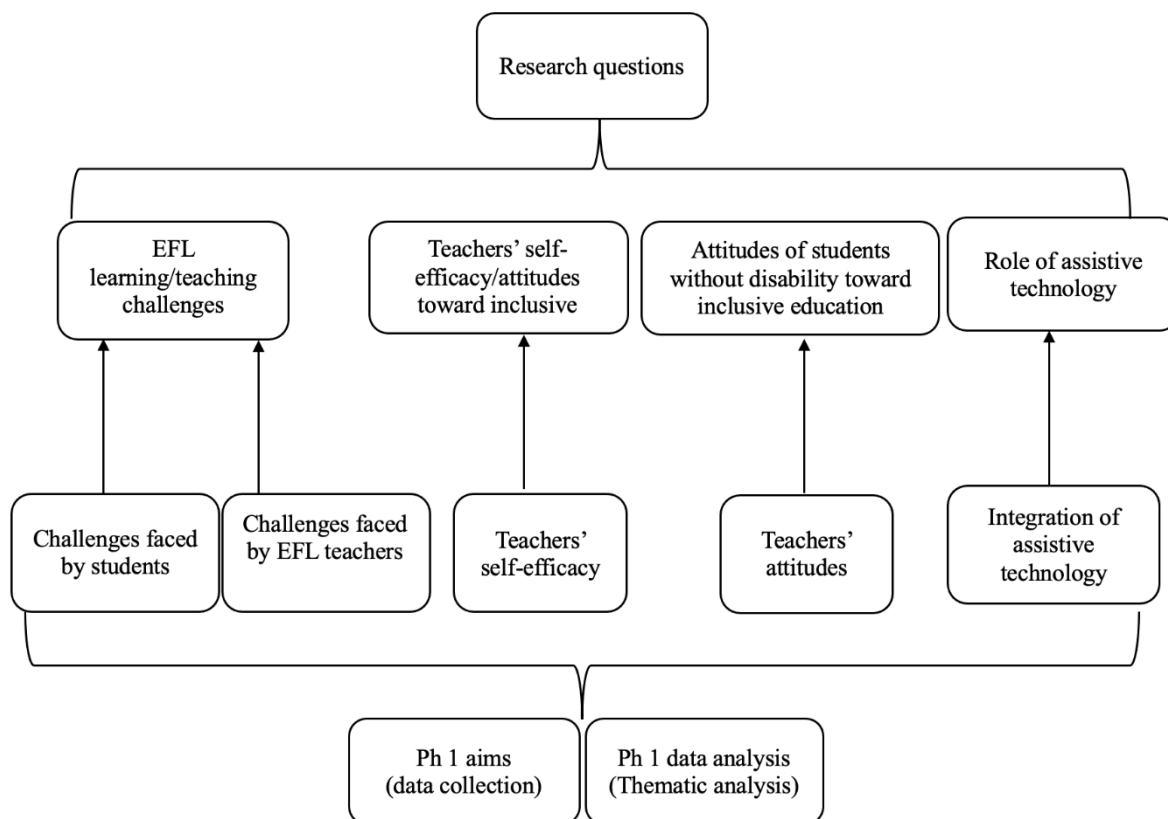 Research questions
EFL
learning/teaching
challenges
Teachers’ self-
efficacy/attitudes
toward inclusive
Attitudes of students
without disability toward
inclusive education
Role of assistive
technology
Challenges faced
by students
Challenges faced
by EFL teachers
Teachers’
self-efficacy
Teachers’
attitudes
Integration of
assistive
technology
Ph 1 aims
(data collection)
Ph 1 data analysis
(Thematic analysis)